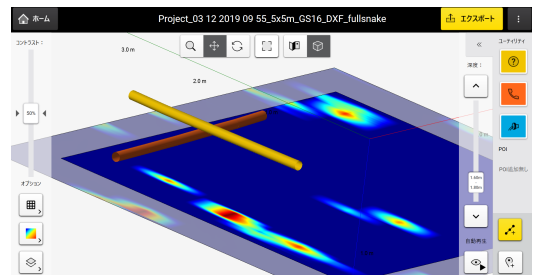 ホーム
Project_03 12 2019 09 55_5x5m_GS16_DXF_fullsnake
エクスポート
コントラスト：
3.0 m
2.0 m
深度：
ユーティリティ
50%
POI
POI追加無し
1.60m
1.80m
オプション
自動再生